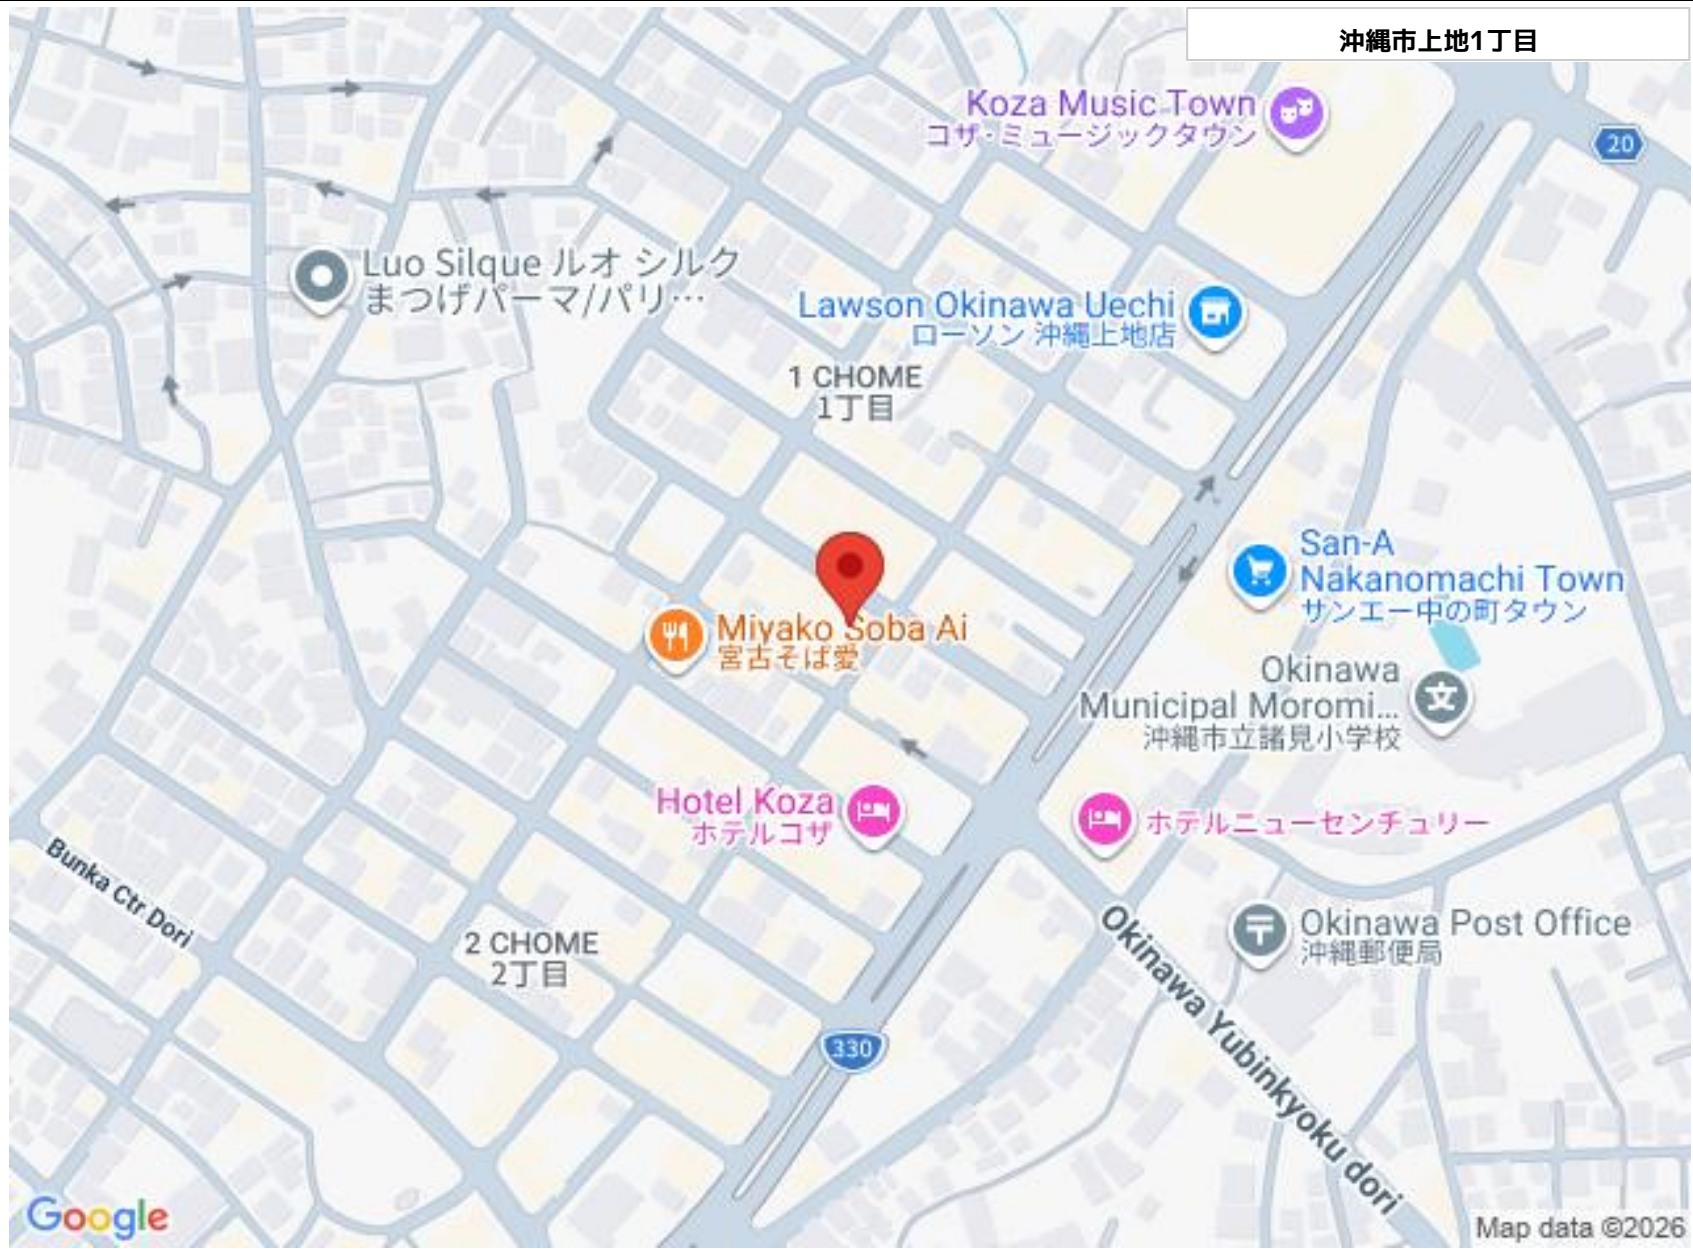 沖縄市上地1丁目
Koza Music Town
コザ・ミュージックタウン
20
Luo Silque ルオ シルク
まつげパーマ/パリ…
Lawson Okinawa Uechi
ローソン 沖縄上地店
1 CHOME
1丁目
San-A
Nakanomachi Town
サンエー中の町タウン
Miyako Soba Ai
宮古そば愛
Okinawa
Municipal Moromi...
沖縄市立諸見小学校
文
Hotel Koza
ホテルコザ
ホテルニューセンチュリー
Bunka Ctr Dori
2 CHOME
2丁目
Okinawa Post Office
沖縄郵便局
Okinawa Yubinkyoku dori
330
Google
Map data ©2026